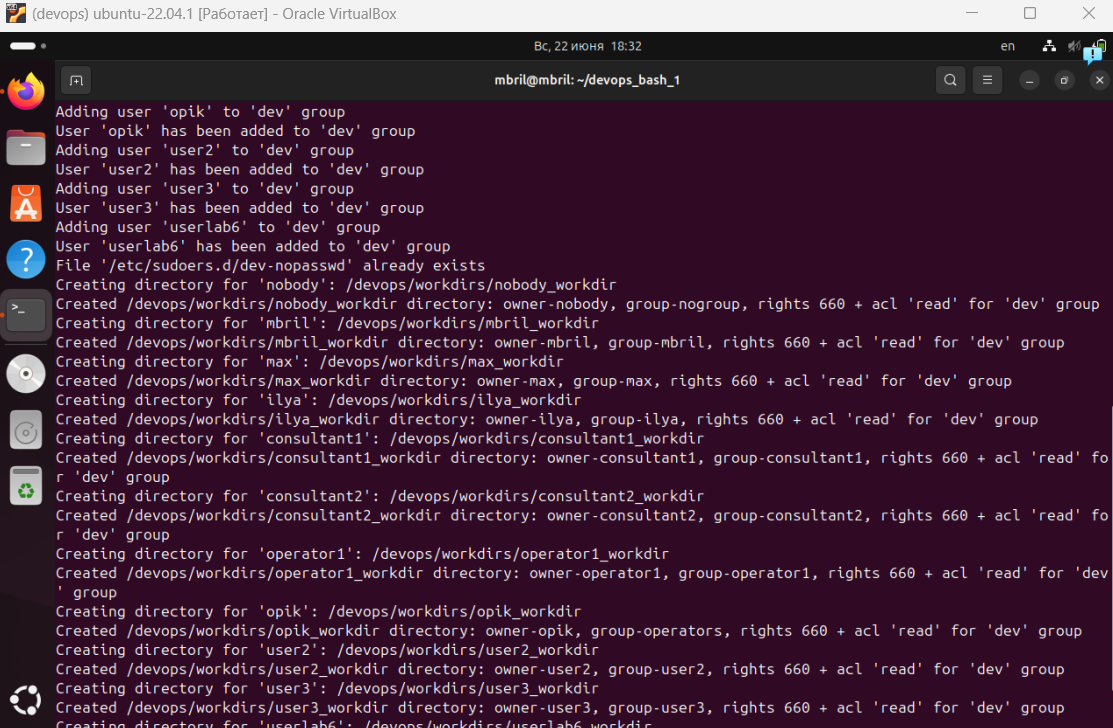 (devops) ubuntu-22.04.1 [Работает] - Oracle VirtualBox
Вс, 22 июня 18:32
en
mbril@mbril: ~/devops_bash_1
Adding user 'opik' to 'dev' group
User 'opik' has been added to 'dev' group
Adding user 'user2' to 'dev' group
User 'user2' has been added to 'dev' group
Adding user 'user3' to 'dev' group
User 'user3' has been added to 'dev' group
Adding user 'userlab6' to 'dev' group
User 'userlab6' has been added to 'dev' group
File '/etc/sudoers.d/dev-nopasswd' already exists
Creating directory for 'nobody': /devops/workdirs/nobody_workdir
Created /devops/workdirs/nobody_workdir directory: owner-nobody, group-nogroup, rights 660 + acl 'read' for 'dev' group
Creating directory for 'mbril': /devops/workdirs/mbril_workdir
Created /devops/workdirs/mbril_workdir directory: owner-mbril, group-mbril, rights 660 + acl 'read' for 'dev' group
Creating directory for 'max': /devops/workdirs/max_workdir
Created /devops/workdirs/max_workdir directory: owner-max, group-max, rights 660 + acl 'read' for 'dev' group
Creating directory for 'ilya': /devops/workdirs/ilya_workdir
Created /devops/workdirs/ilya_workdir directory: owner-ilya, group-ilya, rights 660 + acl 'read' for 'dev' group
Creating directory for 'consultant1': /devops/workdirs/consultant1_workdir
Created /devops/workdirs/consultant1_workdir directory: owner-consultant1, group-consultant1, rights 660 + acl 'read' fo
r 'dev' group
Creating directory for 'consultant2': /devops/workdirs/consultant2_workdir
Created /devops/workdirs/consultant2_workdir directory: owner-consultant2, group-consultant2, rights 660 + acl 'read' fo
r 'dev' group
Creating directory for 'operator1': /devops/workdirs/operator1_workdir
Created /devops/workdirs/operator1_workdir directory: owner-operator1, group-operator1, rights 660 + acl 'read' for 'dev
' group
Creating directory for 'opik': /devops/workdirs/opik_workdir
Created /devops/workdirs/opik_workdir directory: owner-opik, group-operators, rights 660 + acl 'read' for 'dev' group
Creating directory for 'user2': /devops/workdirs/user2_workdir
Created /devops/workdirs/user2_workdir directory: owner-user2, group-user2, rights 660 + acl 'read' for 'dev' group
Creating directory for 'user3': /devops/workdirs/user3_workdir
Created /devops/workdirs/user3_workdir directory: owner-user3, group-user3, rights 660 + acl 'read' for 'dev' group
Creating directory for 'userlab6': /devops/workdirs/userlab6_workdir